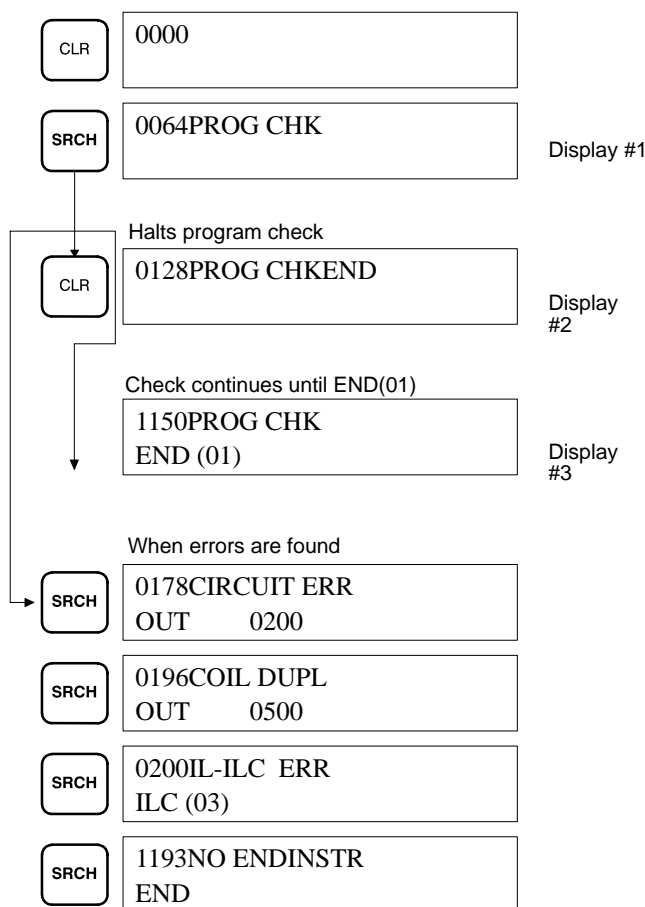 CLR
0000
SRCH
0064PROG CHK
Display #1
Halts program check
CLR
0128PROG CHKEND
Display
#2
Check continues until END(01)
1150PROG CHK
END (01)
Display
#3
When errors are found
SRCH
0178CIRCUIT ERR
OUT 0200
SRCH
0196COIL DUPL
OUT 0500
SRCH
0200IL-ILC ERR
ILC (03)
SRCH
1193NO ENDINSTR
END